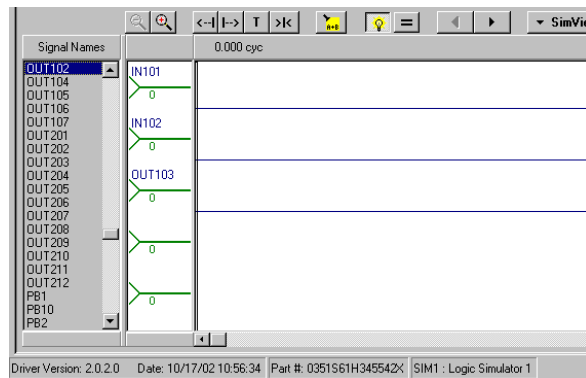 <--| |--> T >|< A+B = SimVie
Signal Names 0.000 cyc
OUT102
OUT104
OUT105
OUT106
OUT107
OUT201
OUT202
OUT203
OUT204
OUT205
OUT206
OUT207
OUT208
OUT209
OUT210
OUT211
OUT212
PB1
PB10
PB2
IN101
0
IN102
0
OUT103
0
0
0
Driver Version: 2.0.2.0 Date: 10/17/02 10:56:34 Part #: 0351S61H345542X SIM1 : Logic Simulator 1